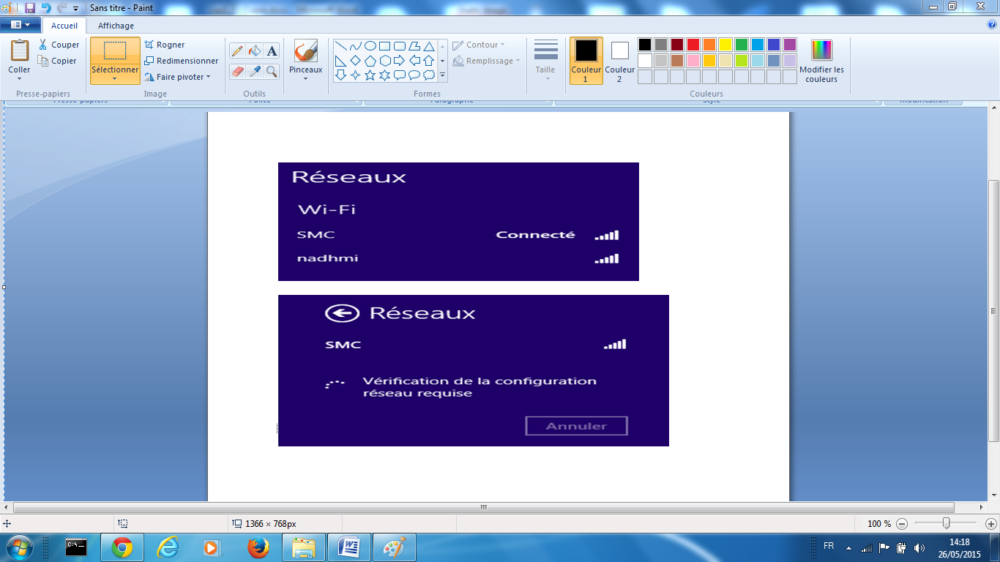 Sans titre - Paint
Accueil
Affichage
Coller
Couper
Copier
Presse-papiers
Sélectionner
Rogner
Redimensionner
Faire pivoter
Image
A
Outils
Pinceaux
Contour
Remplissage
Formes
Taille
Couleur
1
Couleur
2
Modifier les
couleurs
Couleurs
Réseaux
Wi-Fi
SMC Connecté
nadhmi
Réseaux
SMC
Vérification de la configuration
réseau requise
Annuler
1366 × 768px
100 %
C:\_
W
FR
14:18
26/05/2015